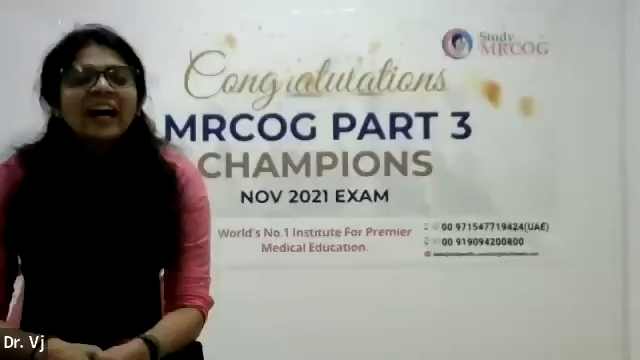 Study
MRCOG
Congratulations
MRCOG PART 3
CHAMPIONS
NOV 2021 EXAM
World's No.1 Institute For Premier
Medical Education.
00 971547719424(UAE)
00 919094200800
Dr. Vj